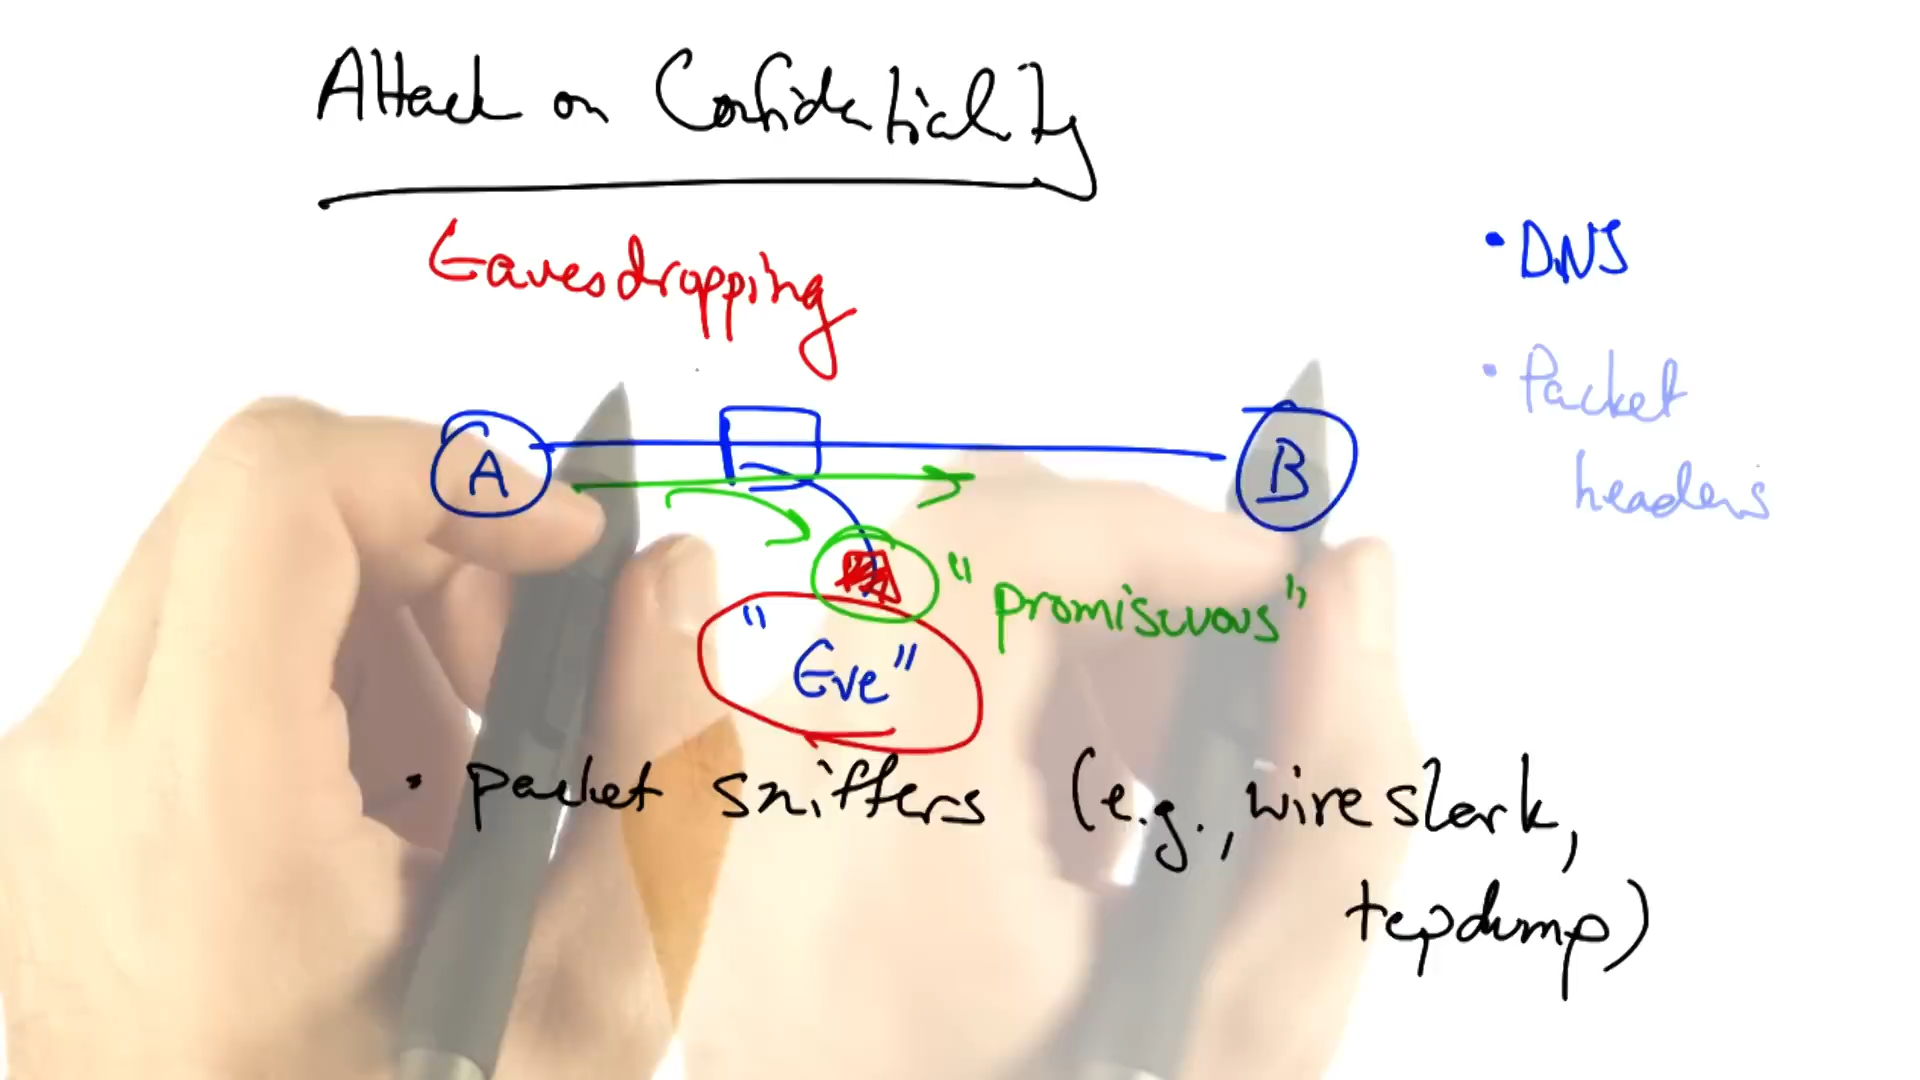 Attack on Confidentiality
Eavesdropping
• DNS
• Packet
headers
A
B
"promiscuous"
"Eve"
• packet sniffers (e.g., wireshark,
tcpdump)